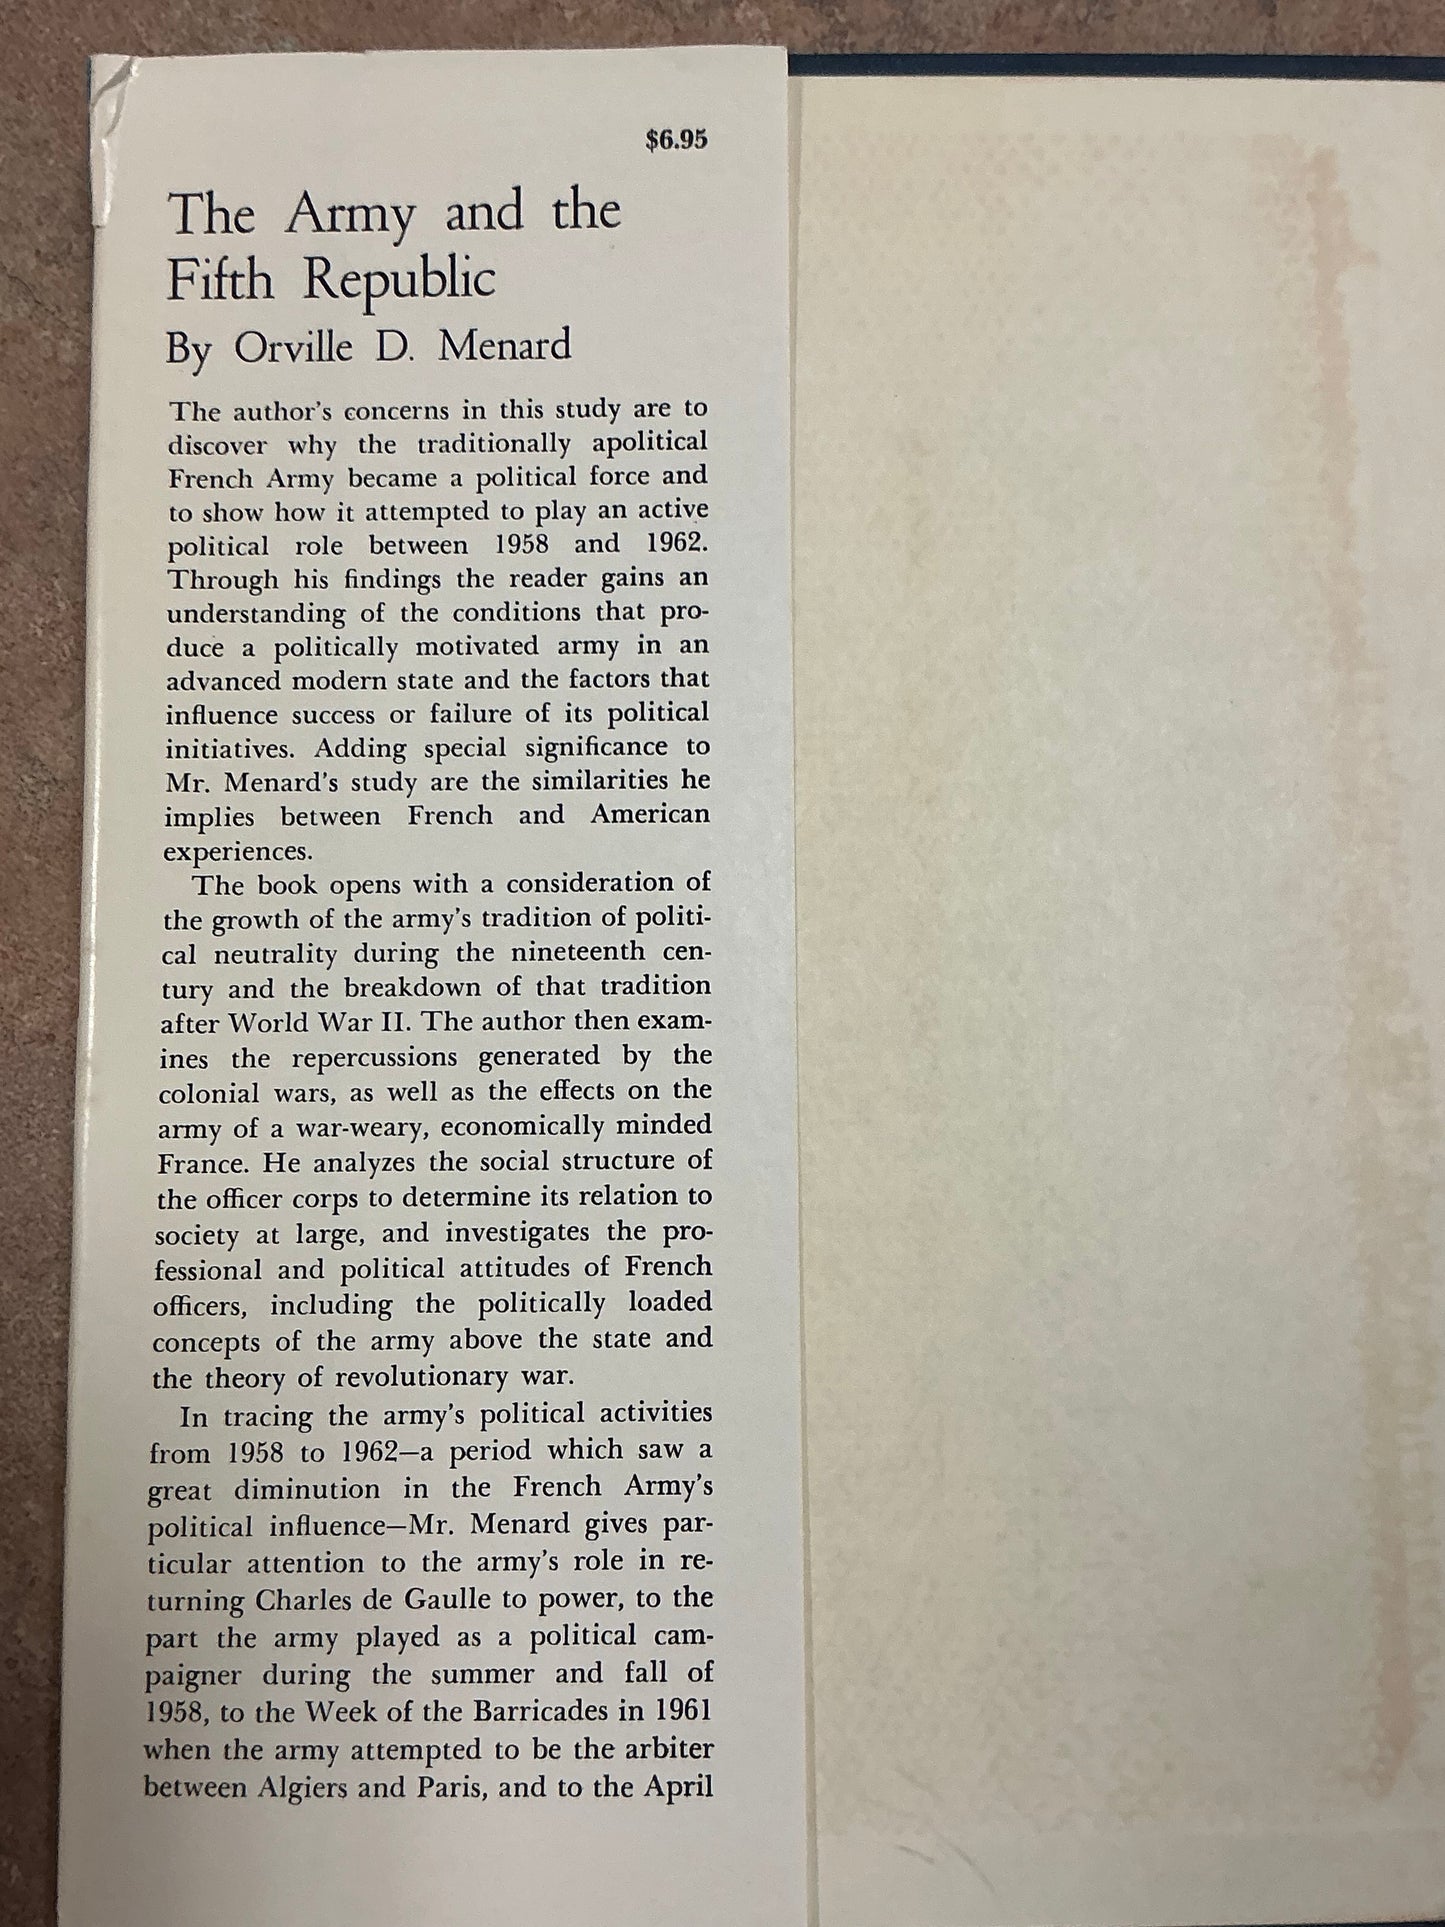 $6.95
The Army and the
Fifth Republic
By Orville D. Menard
The author's concerns in this study are to
discover why the traditionally apolitical
French Army became a political force and
to show how it attempted to play an active
political role between 1958 and 1962.
Through his findings the reader gains an
understanding of the conditions that pro-
duce a politically motivated army in an
advanced modern state and the factors that
influence success or failure of its political
initiatives. Adding special significance to
Mr. Menard's study are the similarities he
implies between French and American
experiences.
The book opens with a consideration of
the growth of the army's tradition of politi-
cal neutrality during the nineteenth cen-
tury and the breakdown of that tradition
after World War II. The author then exam-
ines the repercussions generated by the
colonial wars, as well as the effects on the
army of a war-weary, economically minded
France. He analyzes the social structure of
the officer corps to determine its relation to
society at large, and investigates the pro-
fessional and political attitudes of French
officers, including the politically loaded
concepts of the army above the state and
the theory of revolutionary war.
In tracing the army's political activities
from 1958 to 1962—a period which saw a
great diminution in the French Army's
political influence—Mr. Menard gives par-
ticular attention to the army's role in re-
turning Charles de Gaulle to power, to the
part the army played as a political cam-
paigner during the summer and fall of
1958, to the Week of the Barricades in 1961
when the army attempted to be the arbiter
between Algiers and Paris, and to the April